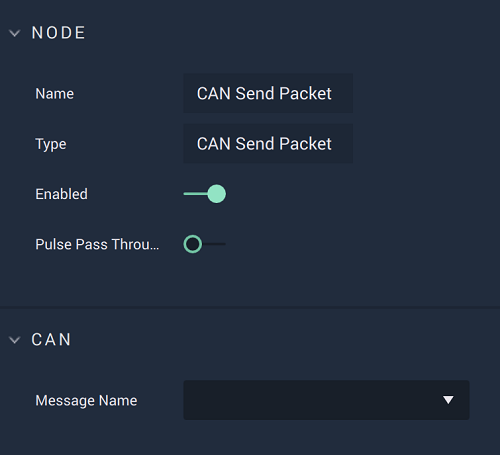 NODE
Name CAN Send Packet
Type CAN Send Packet
Enabled
Pulse Pass Throu...
CAN
Message Name